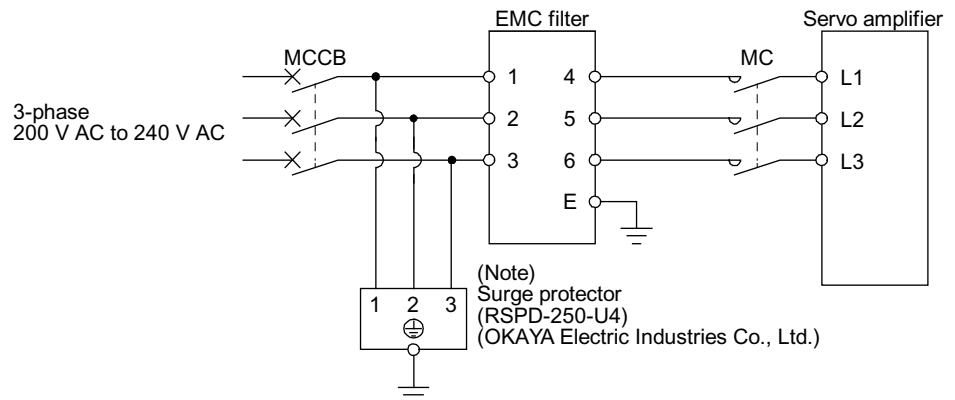 EMC filter
Servo amplifier
MCCB
MC
1
4
L1
3-phase
200 V AC to 240 V AC
2
5
L2
3
6
L3
E
(Note)
Surge protector
(RSPD-250-U4)
(OKAYA Electric Industries Co., Ltd.)
1 2 3